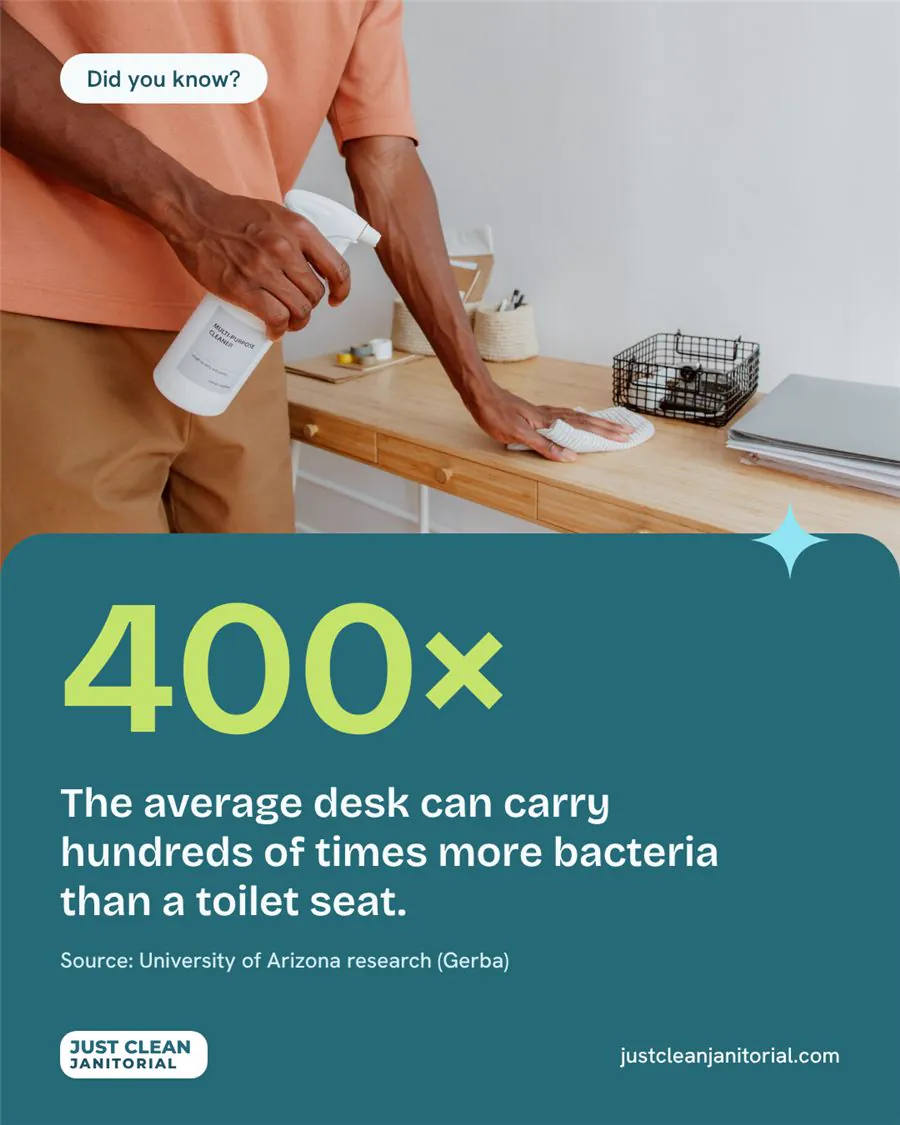 Did you know?
MULTI-PURPOSE
CLEANER
400×
The average desk can carry
hundreds of times more bacteria
than a toilet seat.
Source: University of Arizona research (Gerba)
JUST CLEAN
JANITORIAL
justcleanjanitorial.com